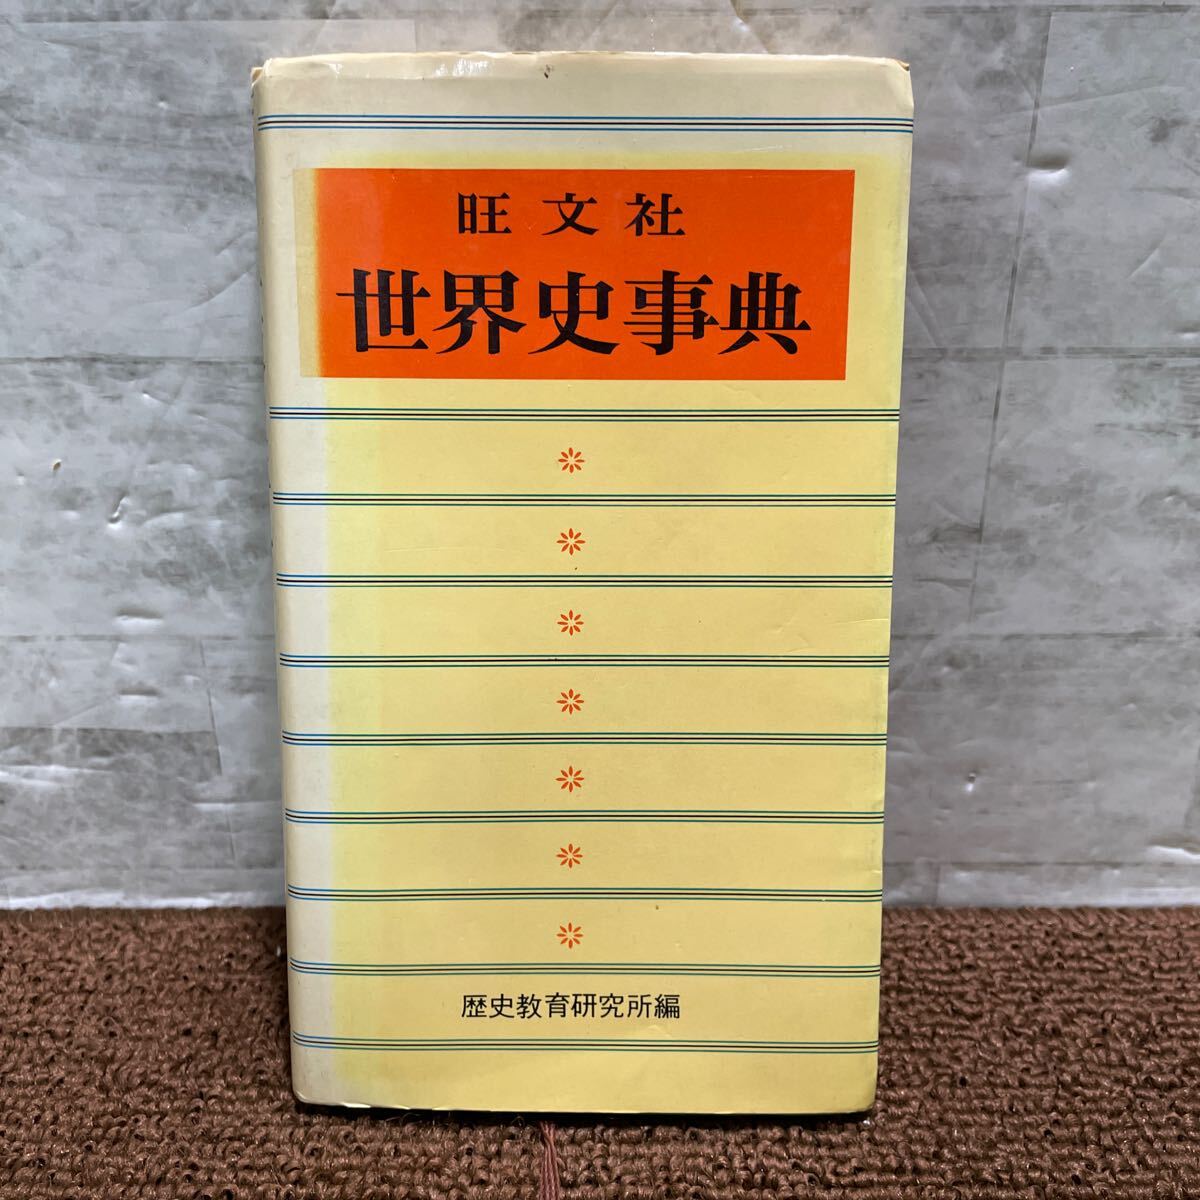 旺文社
世界史事典
歴史教育研究所編